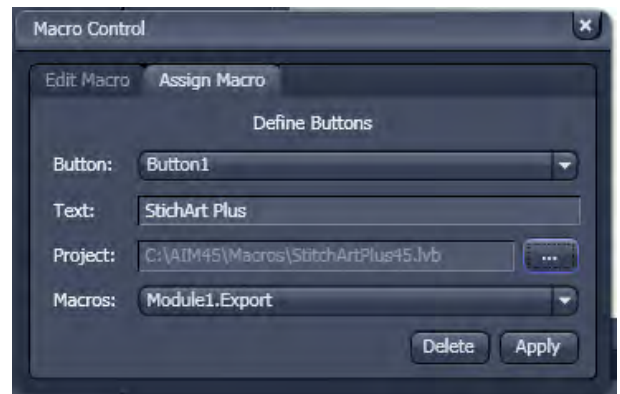 Macro Control
Edit Macro Assign Macro
Define Buttons
Button: Button1
Text: StichArt Plus
Project: C:\AIM45\Macros\StitchArtPlus45.lvb ...
Macros: Module1.Export
Delete Apply